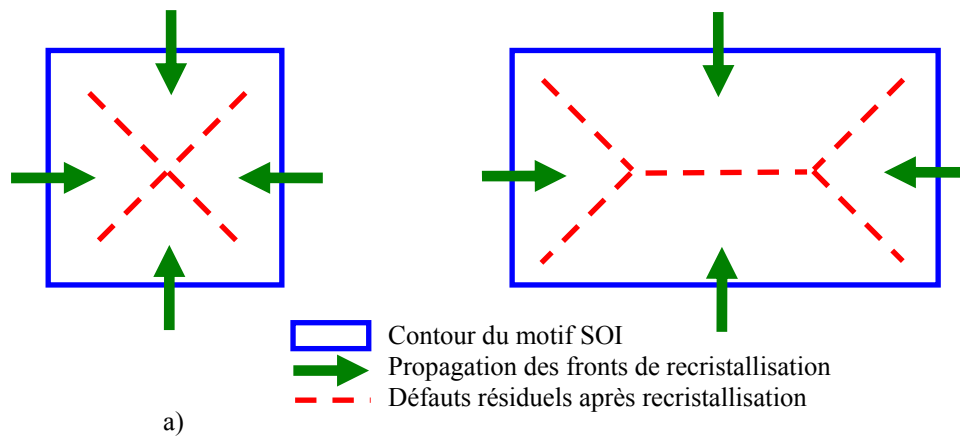 Contour du motif SOI
Propagation des fronts de recristallisation
Défauts résiduels après recristallisation
a)